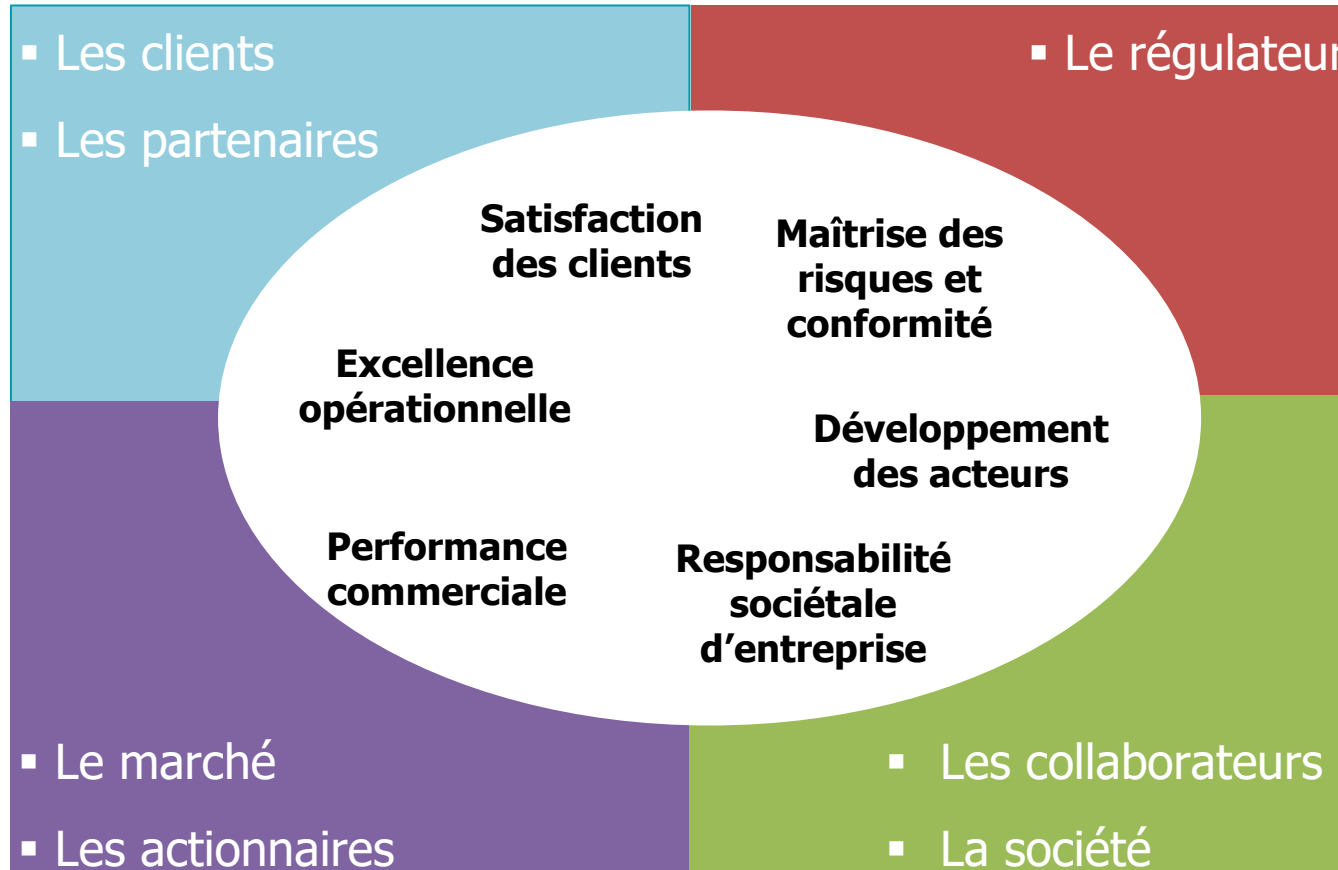 ▪ Les clients
▪ Les partenaires
▪ Le régulateur
Satisfaction
des clients
Maîtrise des
risques et
conformité
Excellence
opérationnelle
Développement
des acteurs
Performance
commerciale
Responsabilité
sociétale
d’entreprise
▪ Le marché
▪ Les actionnaires
▪ Les collaborateurs
▪ La société